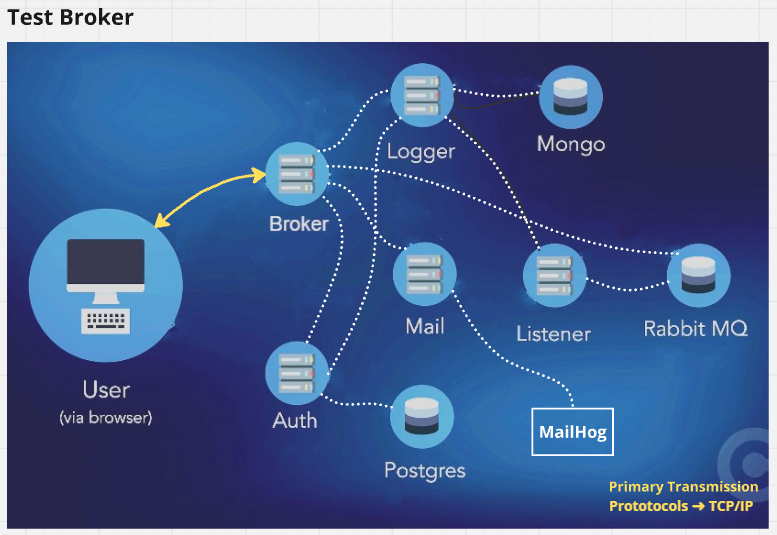 Test Broker
Logger
Mongo
Broker
Mail
Listener
Rabbit MQ
User
(via browser)
Auth
Postgres
MailHog
Primary Transmission
Prototocols ➔ TCP/IP